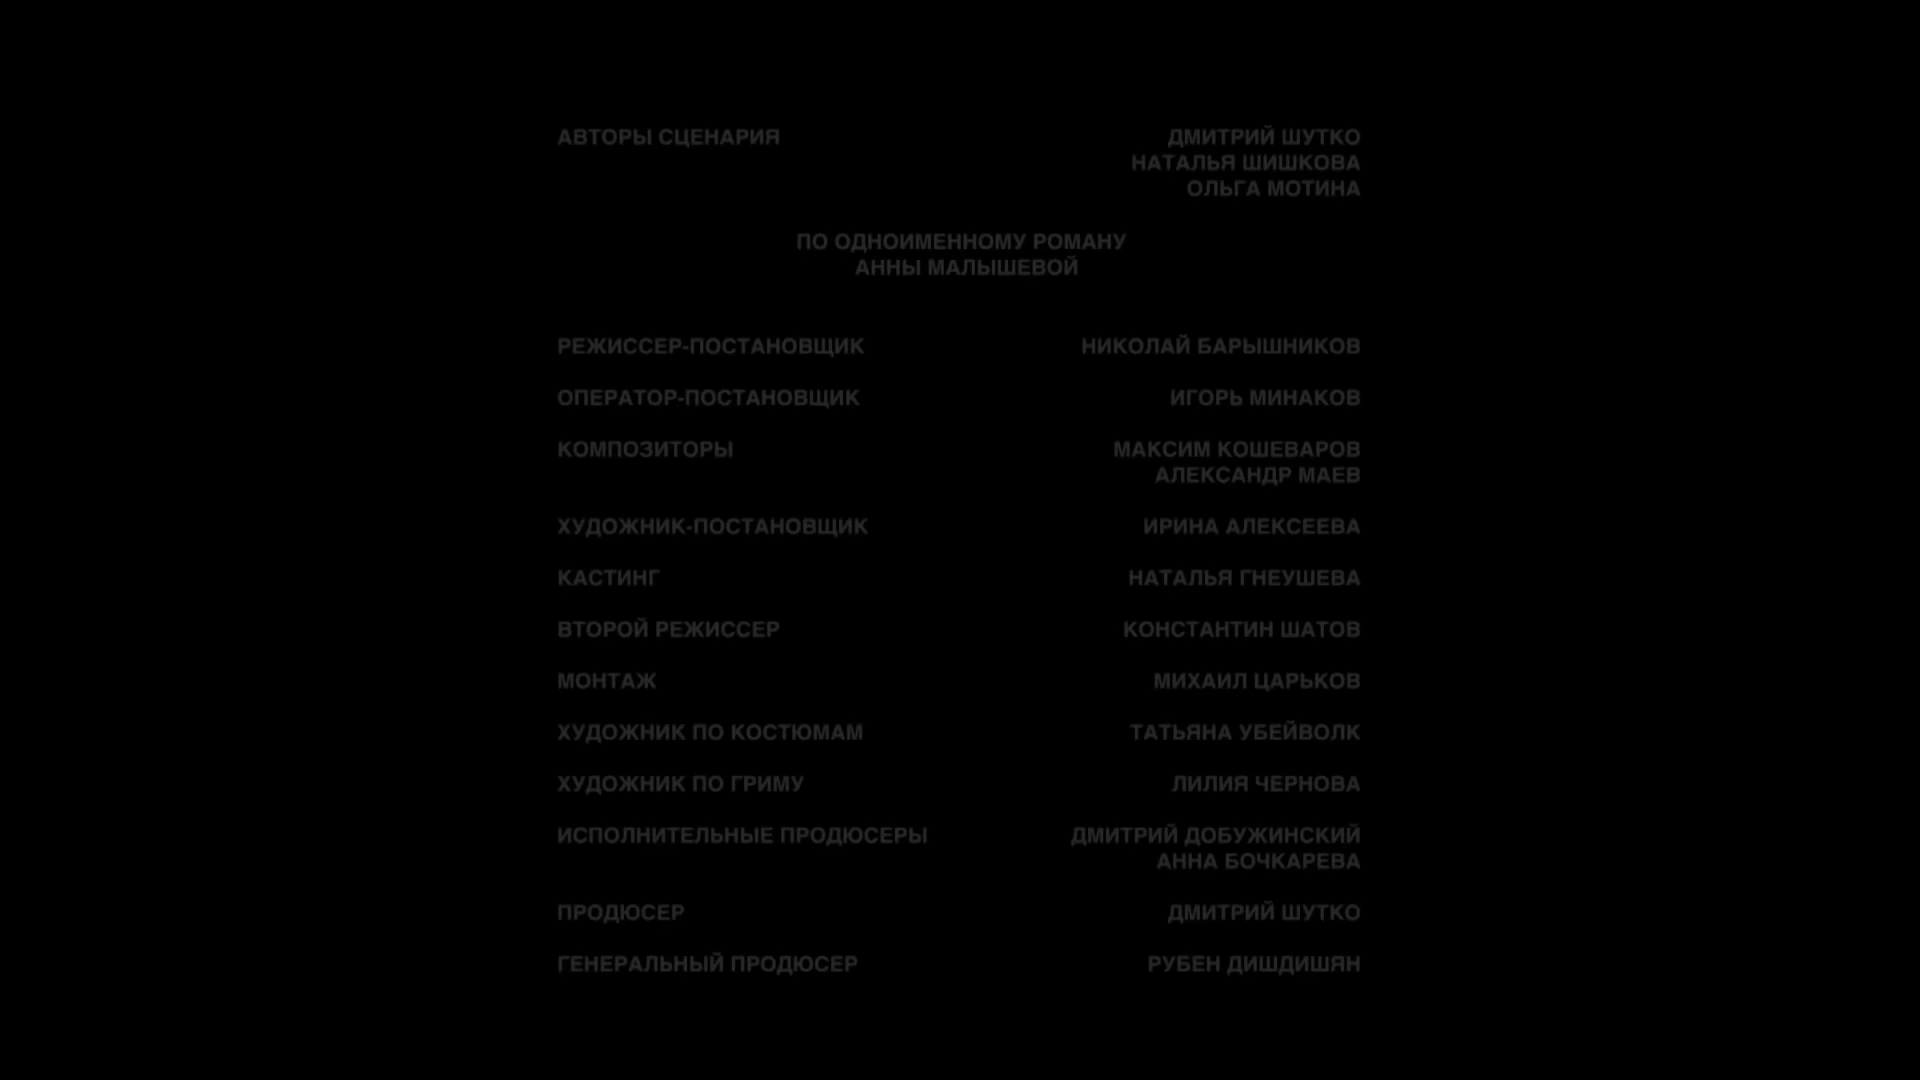 АВТОРЫ СЦЕНАРИЯ ДМИТРИЙ ШУТКО
НАТАЛЬЯ ШИШКОВА
ОЛЬГА МОТИНА
ПО ОДНОИМЕННОМУ РОМАНУ
АННЫ МАЛЫШЕВОЙ
РЕЖИССЕР-ПОСТАНОВЩИК НИКОЛАЙ БАРЫШНИКОВ
ОПЕРАТОР-ПОСТАНОВЩИК ИГОРЬ МИНАКОВ
КОМПОЗИТОРЫ МАКСИМ КОШЕВАРОВ
АЛЕКСАНДР МАЕВ
ХУДОЖНИК-ПОСТАНОВЩИК ИРИНА АЛЕКСЕЕВА
КАСТИНГ НАТАЛЬЯ ГНЕУШЕВА
ВТОРОЙ РЕЖИССЕР КОНСТАНТИН ШАТОВ
МОНТАЖ МИХАИЛ ЦАРЬКОВ
ХУДОЖНИК ПО КОСТЮМАМ ТАТЬЯНА УБЕЙВОЛК
ХУДОЖНИК ПО ГРИМУ ЛИЛИЯ ЧЕРНОВА
ИСПОЛНИТЕЛЬНЫЕ ПРОДЮСЕРЫ ДМИТРИЙ ДОБУЖИНСКИЙ
АННА БОЧКАРЕВА
ПРОДЮСЕР ДМИТРИЙ ШУТКО
ГЕНЕРАЛЬНЫЙ ПРОДЮСЕР РУБЕН ДИШДИШЯН